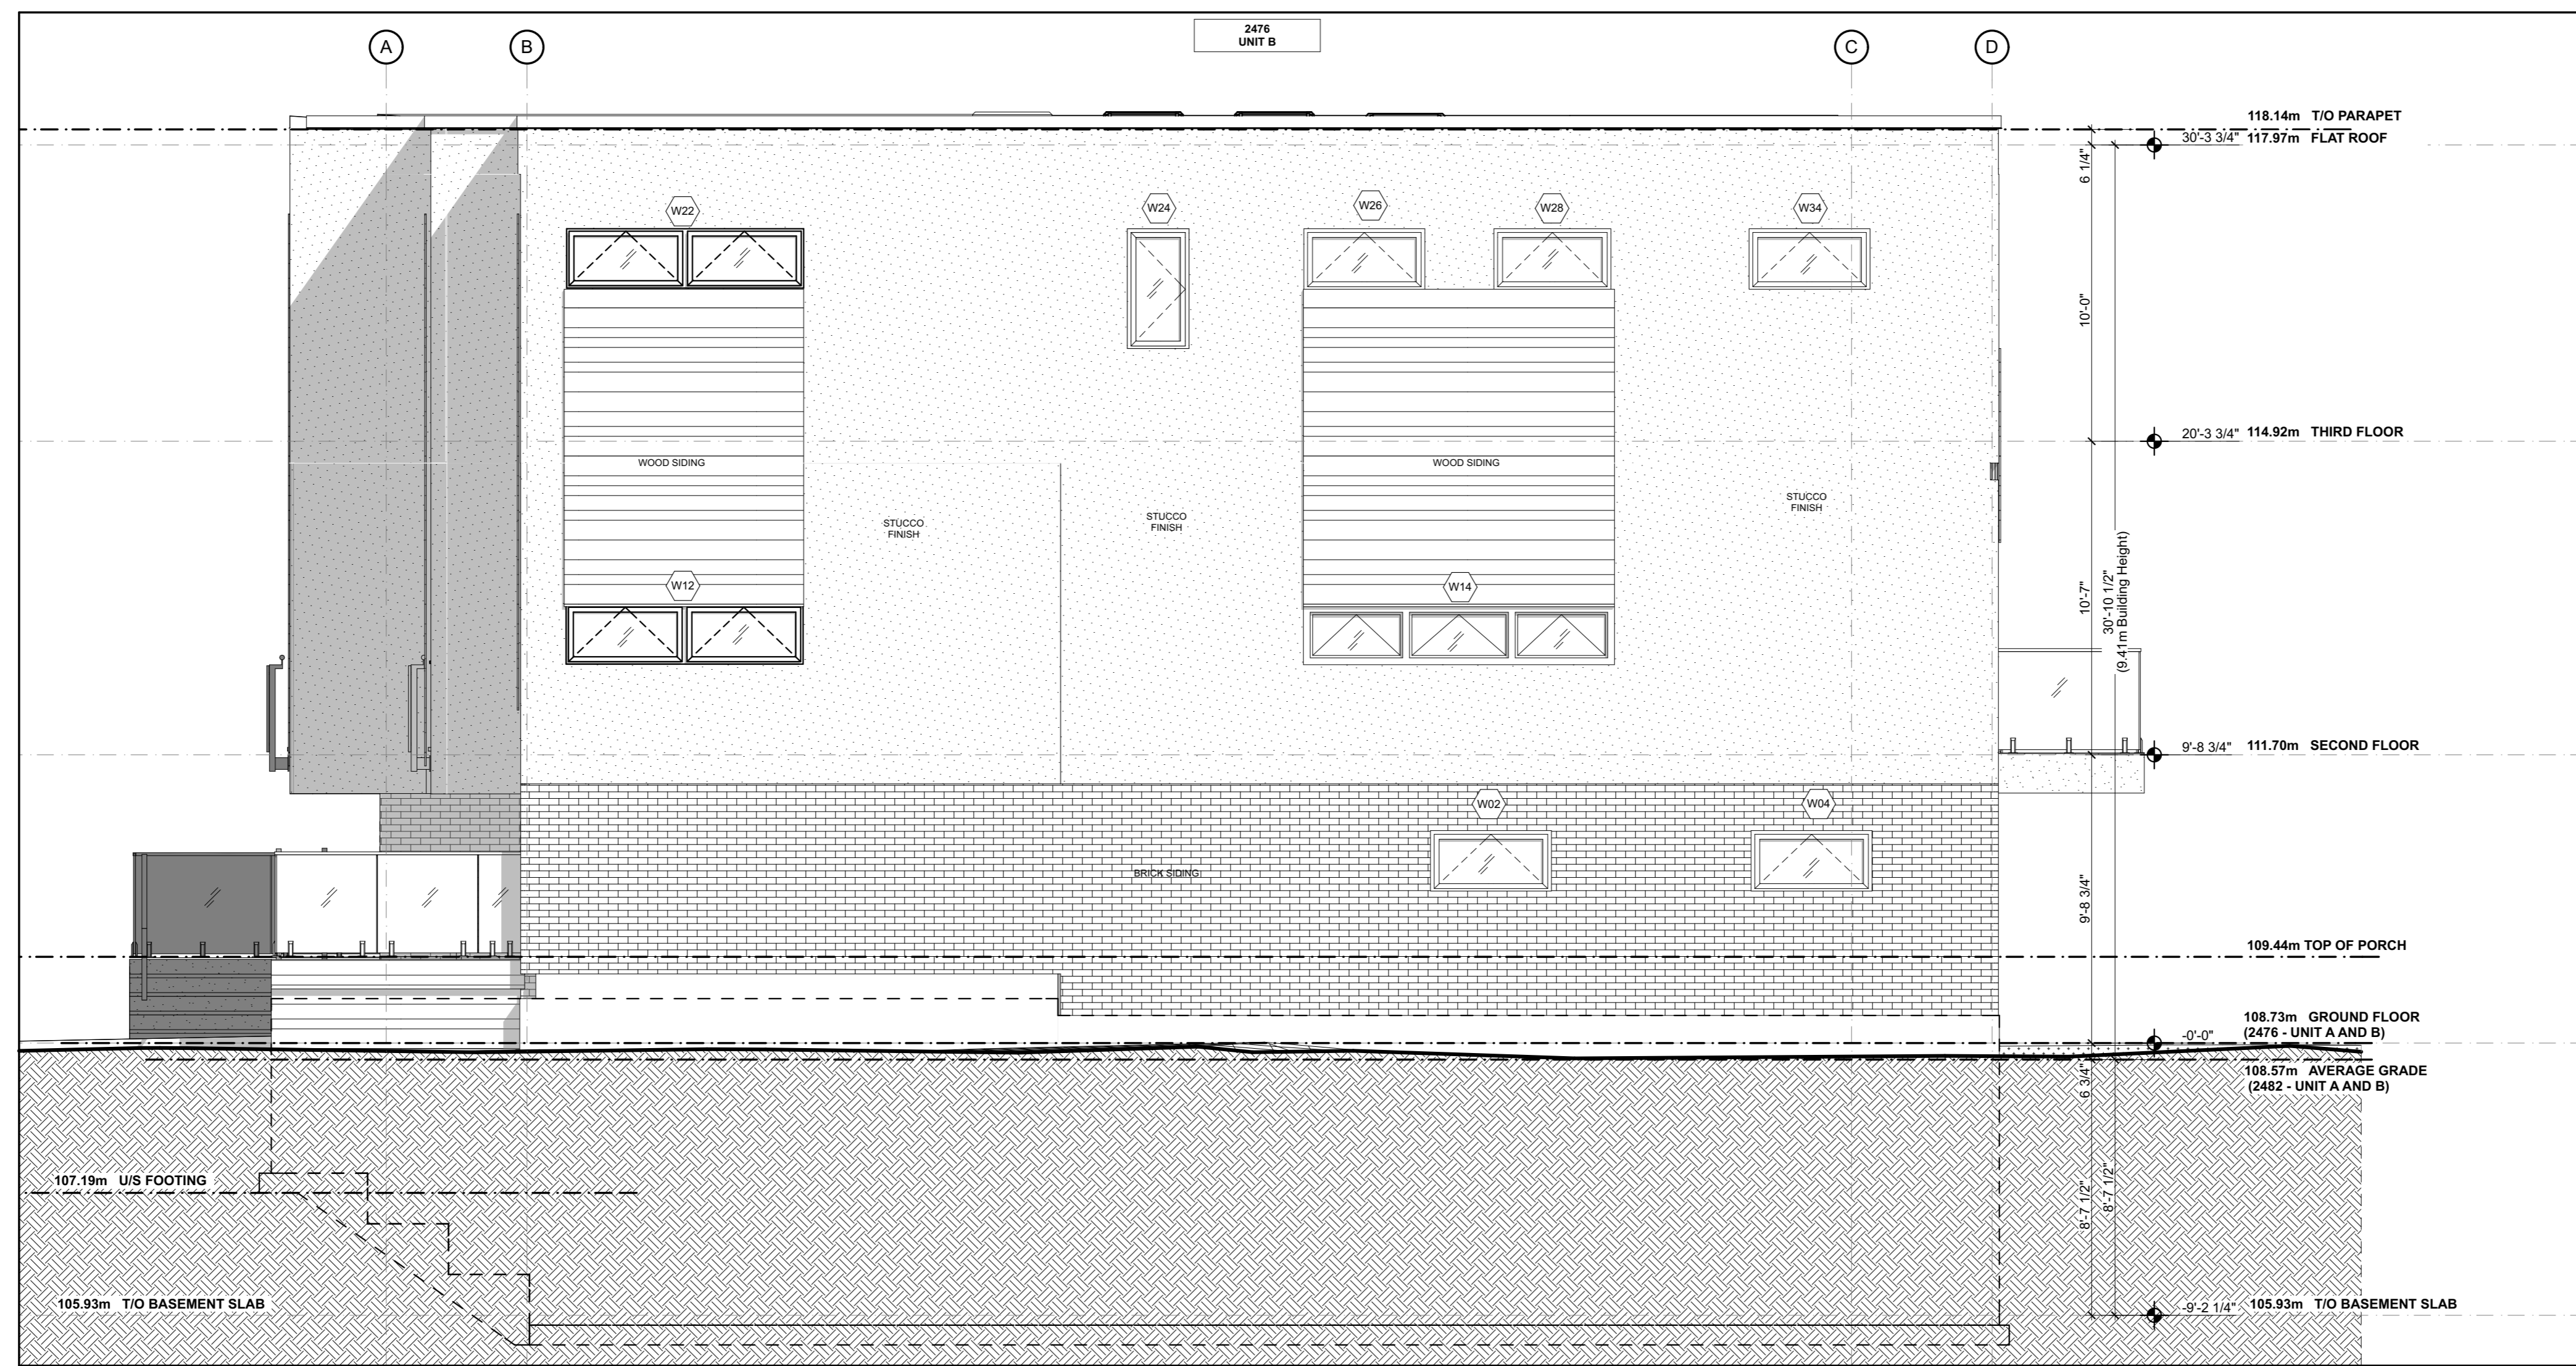 2476
UNIT B
A
B
C
D
118.14m T/O PARAPET
30'-3 3/4" 117.97m FLAT ROOF
6 1/4"
W22
W24
W26
W28
W34
10'-0"
20'-3 3/4" 114.92m THIRD FLOOR
WOOD SIDING
WOOD SIDING
STUCCO
FINISH
STUCCO
FINISH
STUCCO
FINISH
W12
W14
10'-7"
30'-10 1/2"
(9.41m Building Height)
9'-8 3/4" 111.70m SECOND FLOOR
W02
W04
BRICK SIDING
9'-8 3/4"
109.44m TOP OF PORCH
108.73m GROUND FLOOR
(2476 - UNIT A AND B)
-0'-0"
108.57m AVERAGE GRADE
(2482 - UNIT A AND B)
6 3/4"
107.19m U/S FOOTING
8'-7 1/2"
8'-7 1/2"
105.93m T/O BASEMENT SLAB
-9'-2 1/4" 105.93m T/O BASEMENT SLAB